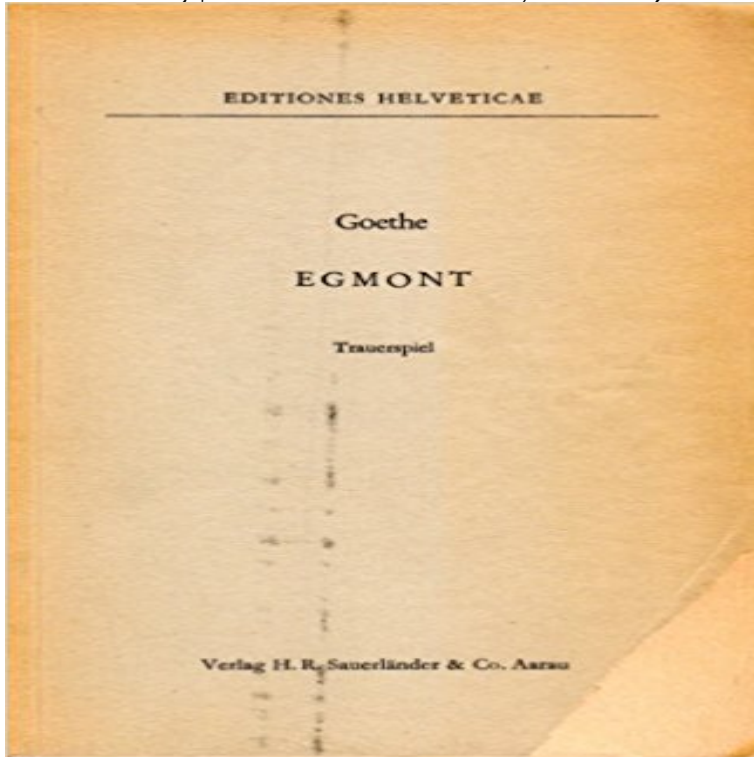 EDITIONES HELVETICAE
Goethe
EGMONT
Trauerspiel
Verlag H. R. Sauerländer & Co. Aarau